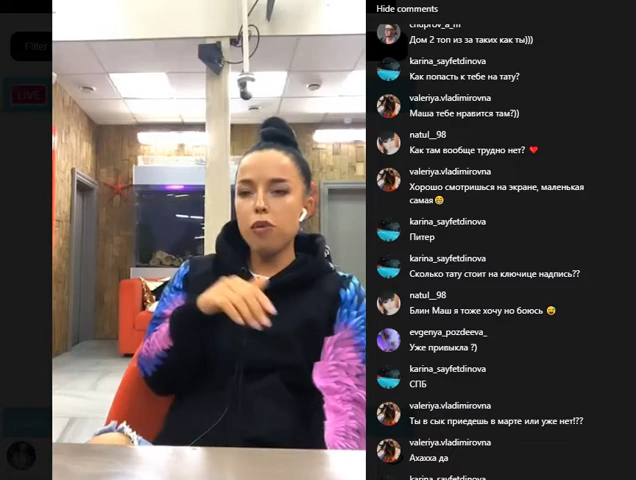 Hide comments
Filter
LIVE
Дом 2 топ из за таких как ты)))
karina_sayfetdinova
Как попасть к тебе на тату?
valeriya.vladimirovna
Маша тебе нравится там?))
natul__98
Как там вообще трудно нет? ❤
valeriya.vladimirovna
Хорошо смотришься на экране, маленькая
самая😄
karina_sayfetdinova
Питер
karina_sayfetdinova
Сколько тату стоит на ключице надпись??
natul__98
Блин Маш я тоже хочу но боюсь 😅
evgenya_pozdeeva_
Уже привыкла ?)
karina_sayfetdinova
СПБ
valeriya.vladimirovna
Ты в сык приедешь в марте или уже нет!??
valeriya.vladimirovna
Ахахха да
karina_sayfetdinova